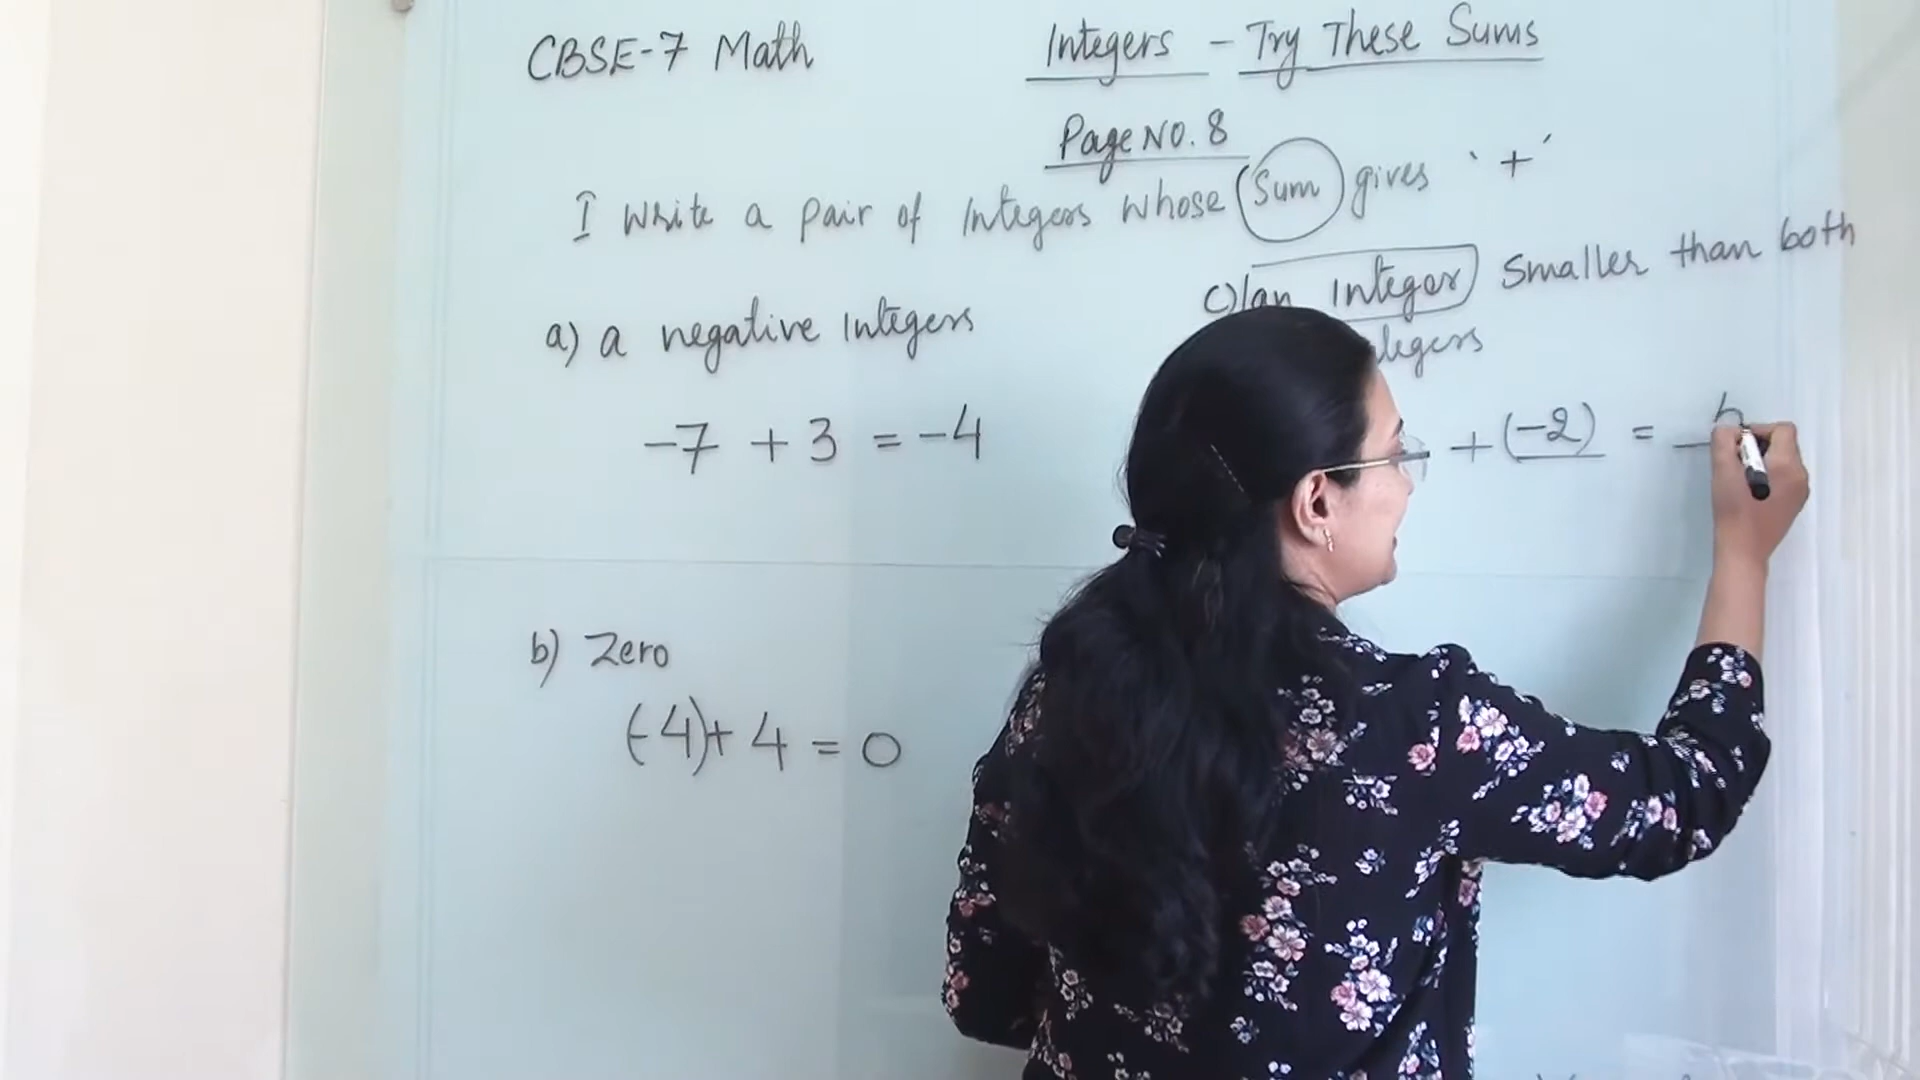 CBSE-7 Math
Integers - Try These Sums
Page No. 8
I write a pair of Integers whose Sum gives '+'
a) a negative integers
-7 + 3 = -4
b) Zero
(-4)+ 4 = 0
c) an Integer Smaller than both
tegers
+ (-2) = -